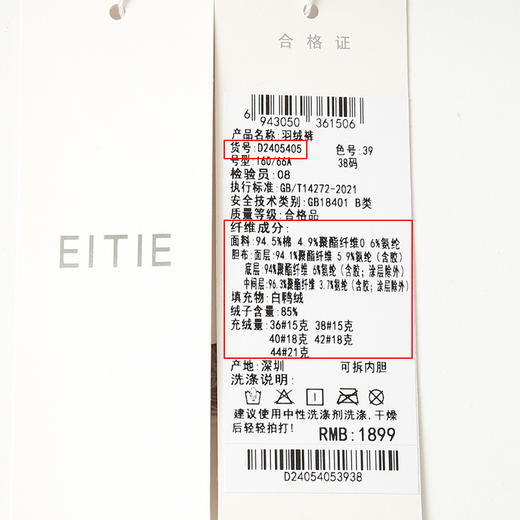 EITIE
合格证
6 943050 361506
产品名称:羽绒裤
货号:D2405405 色号:39
号型:160/66A 38码
检验员:08
执行标准:GB/T14272-2021
安全技术类别:GB18401 B类
质量等级:合格品
纤维成分:
面料:94.5%棉 4.9%聚酯纤维0.6%氨纶
胆布:面层:94.1%聚酯纤维 5.9%氨纶(含胶)
底层:94%聚酯纤维 6%氨纶(含胶;涂层除外)
中间层:96.3%聚酯纤维 3.7%氨纶(含胶;涂层除外)
填充物:白鸭绒
绒子含量:85%
充绒量:36#15克 38#15克
40#18克 42#18克
44#21克
产地:深圳 可拆内胆
洗涤说明:
建议使用中性洗涤剂洗涤,干燥
后轻轻拍打!
RMB:1899
D24054053938